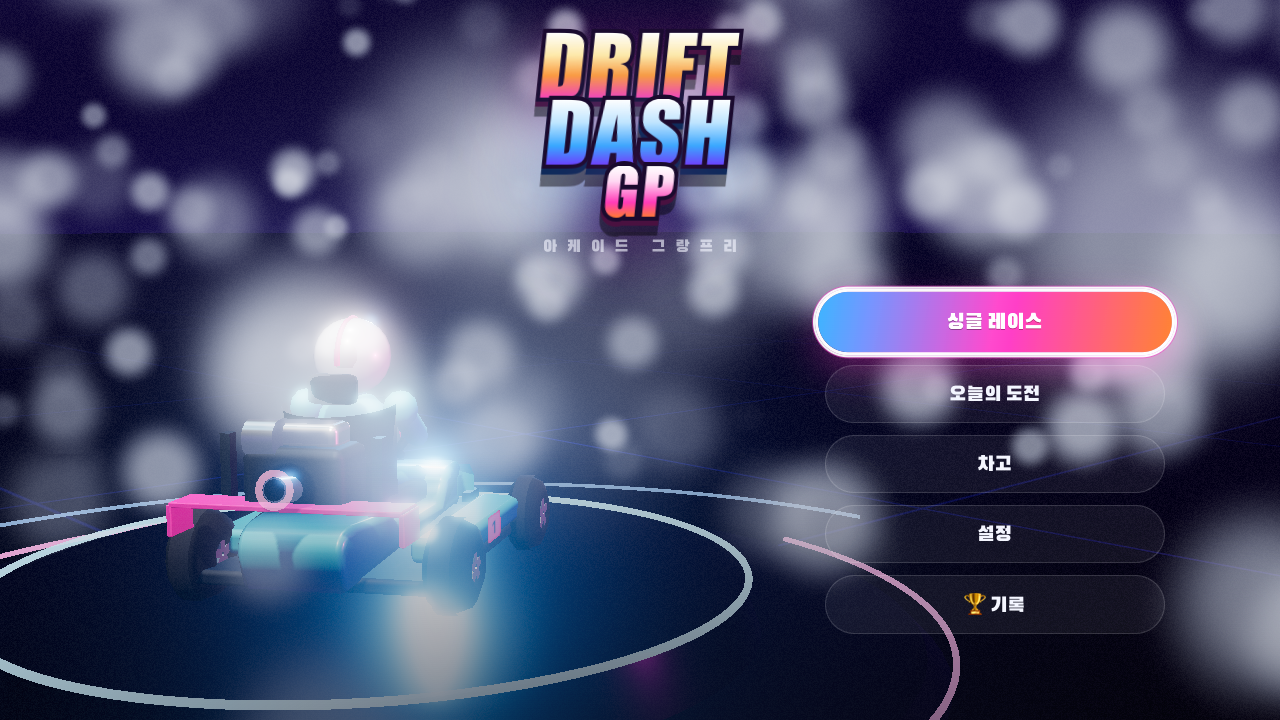 DRIFT
DASH
GP
아케이드 그랑프리
싱글 레이스
오늘의 도전
차고
설정
🏆 기록